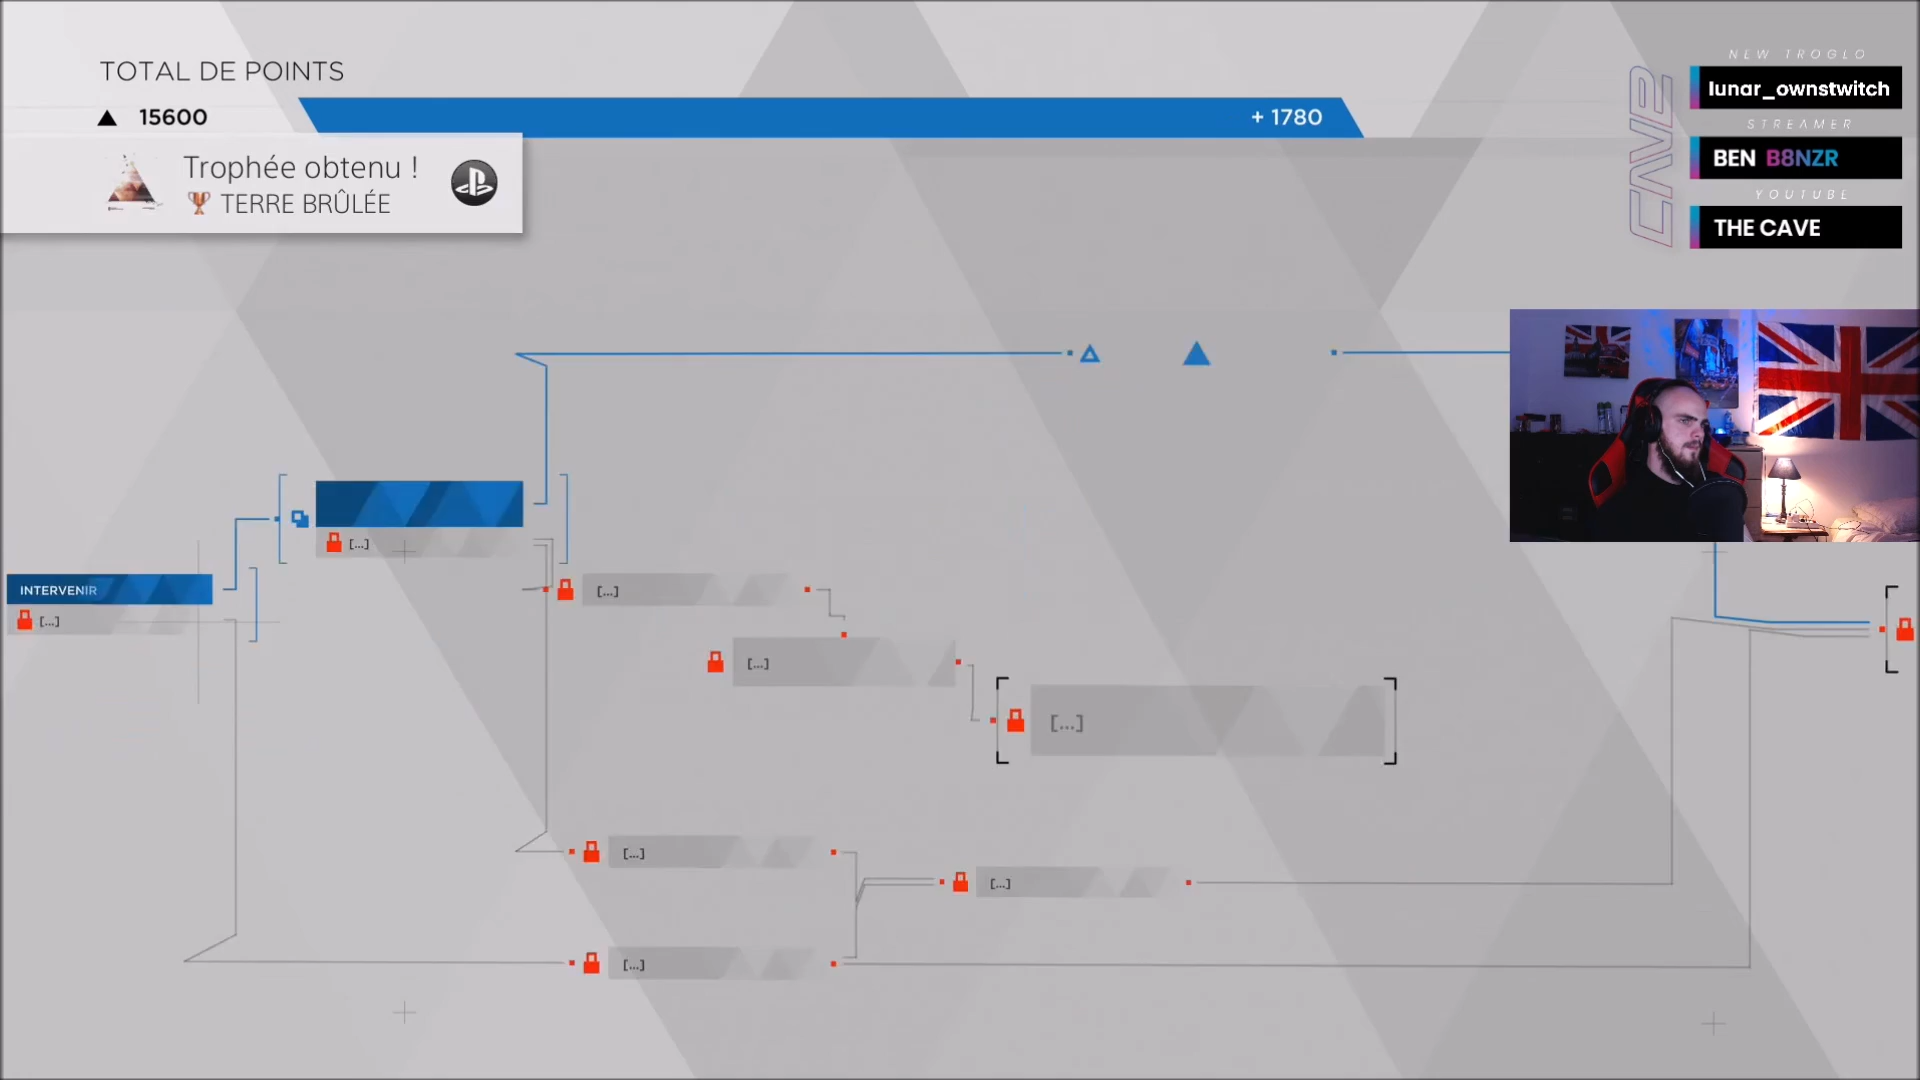 TOTAL DE POINTS
15600
+ 1780
Trophée obtenu !
TERRE BRÛLÉE
NEW TROGLO
lunar_ownstwitch
STREAMER
BEN B8NZR
YOUTUBE
THE CAVE
CAVE
[...]
INTERVENIR
[...]
[...]
[...]
[...]
[...]
[...]
[...]